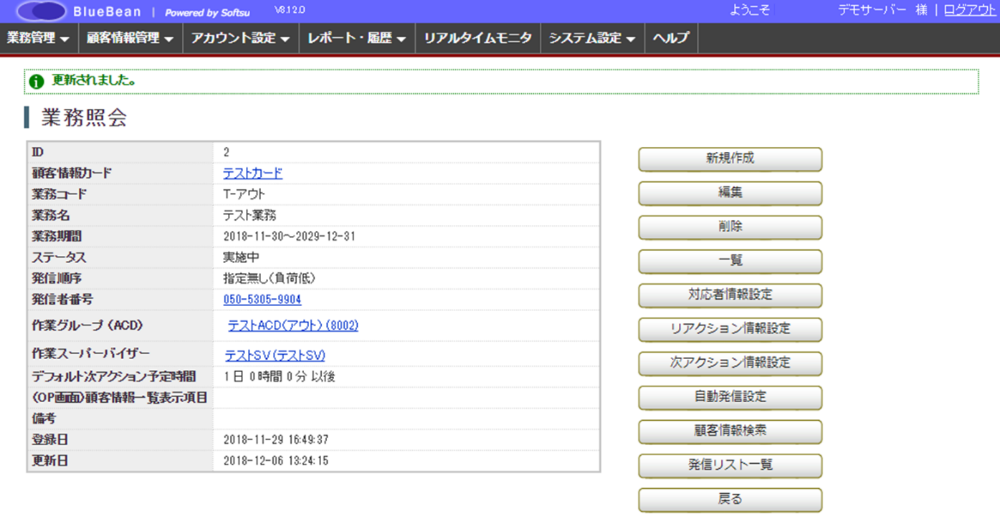 BlueBean | Powered by Softsu V3.12.0 ようこそ デモサーバー 様 | ログアウト
業務管理 顧客情報管理 アカウント設定 レポート・履歴 リアルタイムモニタ システム設定 ヘルプ
更新されました。
業務照会
ID 2
顧客情報カード テストカード
業務コード T-アウト
業務名 テスト業務
業務期間 2018-11-30～2029-12-31
ステータス 実施中
発信順序 指定無し(負荷低)
発信者番号 050-5305-9904
作業グループ (ACD) テストACD(アウト) (8002)
作業スーパーバイザー テストSV (テストSV)
デフォルト次アクション予定時間 1 日 0 時間 0 分 以後
(OP画面)顧客情報一覧表示項目
備考
登録日 2018-11-29 16:49:37
更新日 2018-12-06 13:24:15
新規作成
編集
削除
一覧
対応者情報設定
リアクション情報設定
次アクション情報設定
自動発信設定
顧客情報検索
発信リスト一覧
戻る